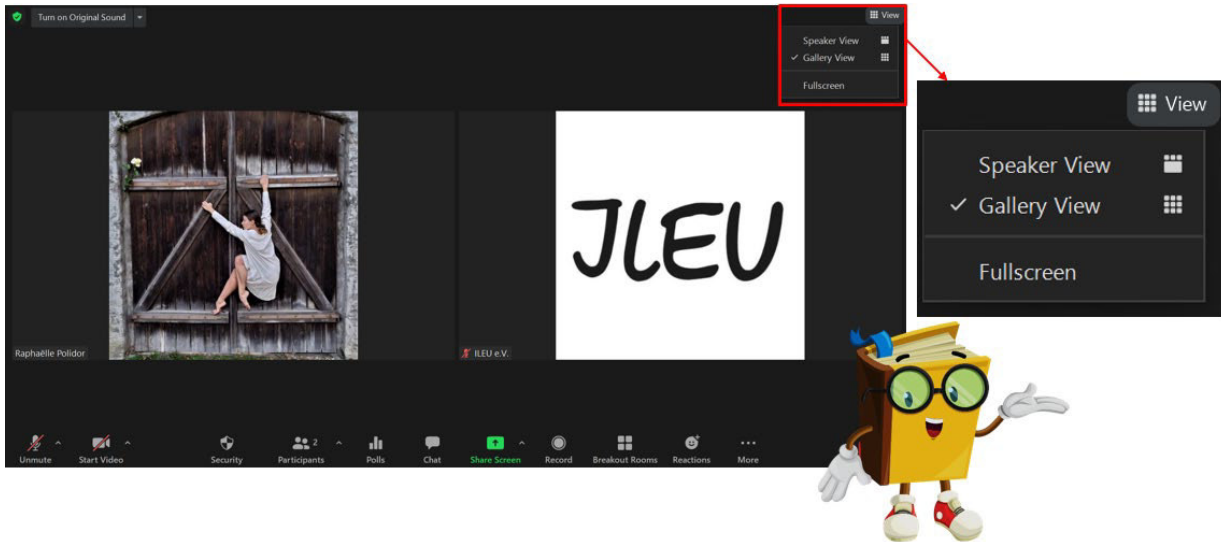 Turn on Original Sound
View
Speaker View
Gallery View
Fullscreen
JLEU
Raphaëlle Polidor
ILEU e.V.
Unmute
Start Video
Security
Participants
2
Polls
Chat
Share Screen
Record
Breakout Rooms
Reactions
More
View
Speaker View
Gallery View
Fullscreen